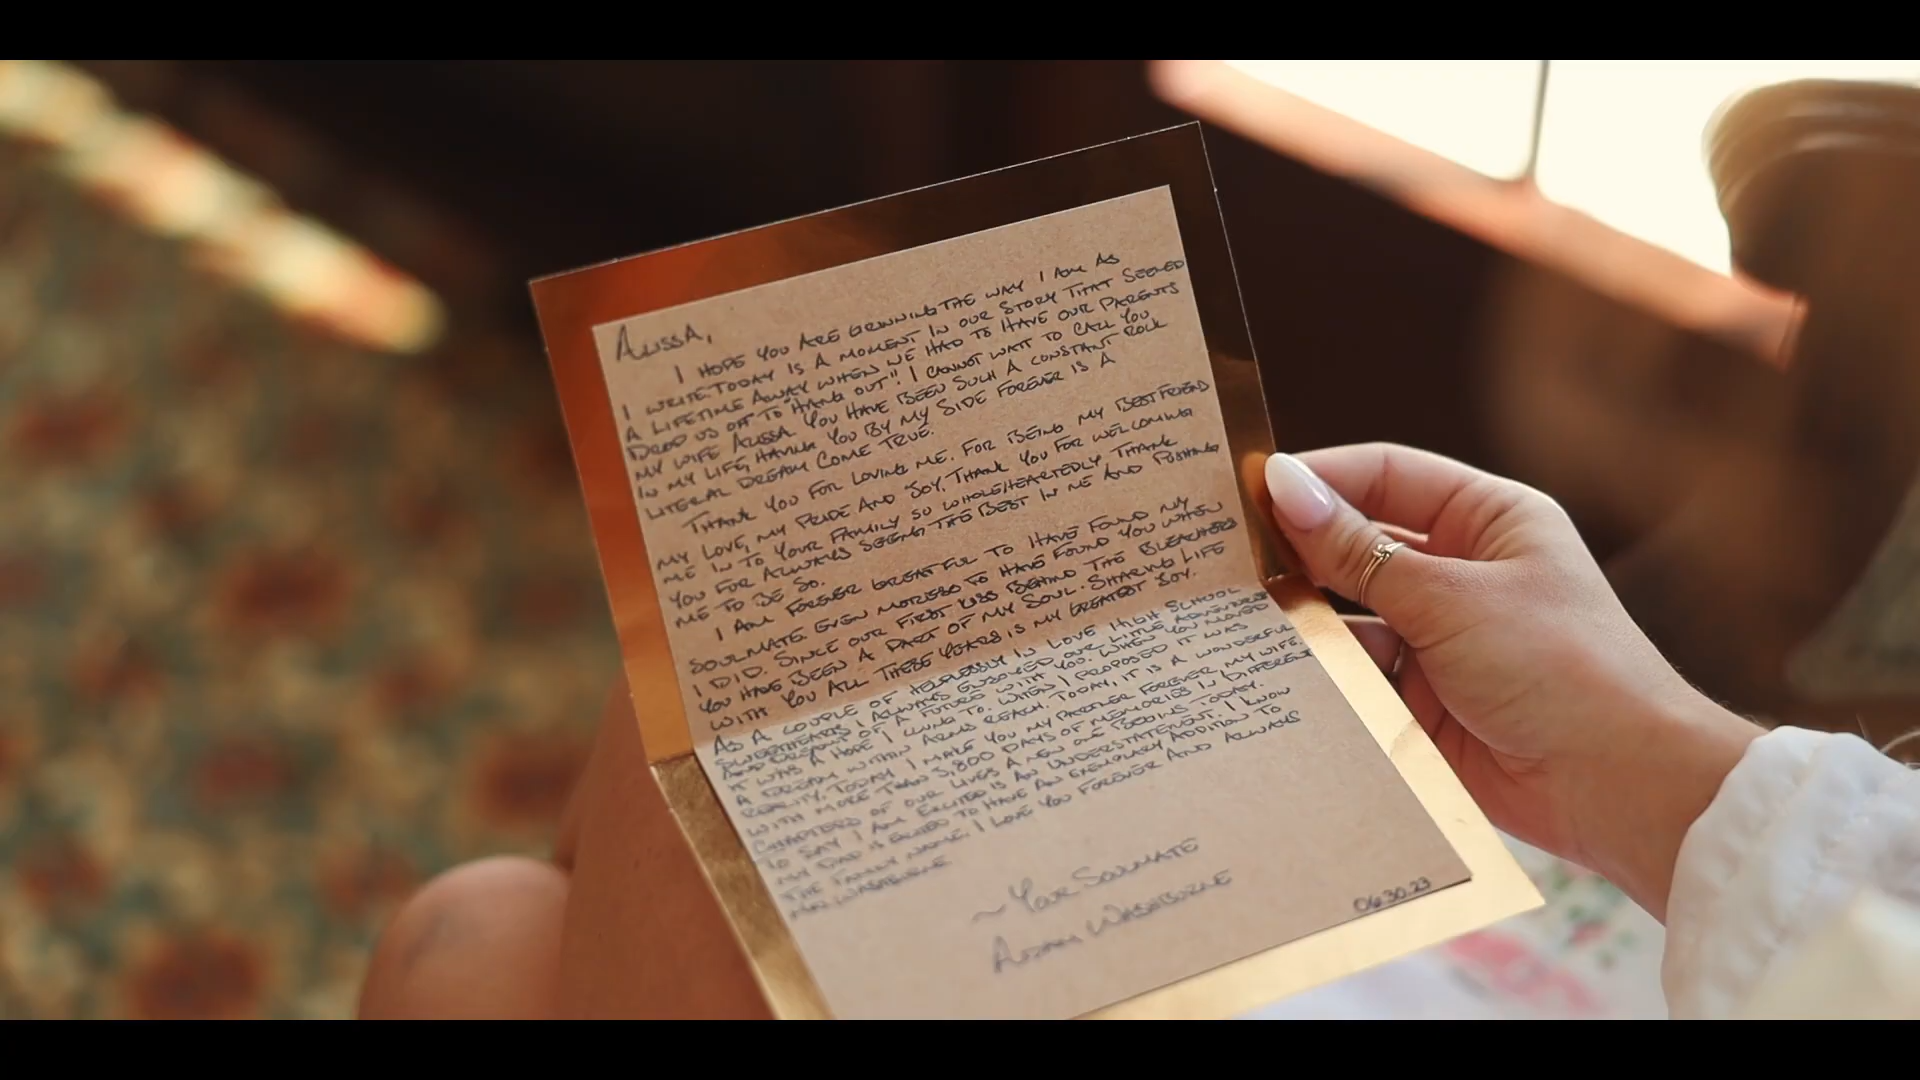 ALISSA,
I HOPE YOU ARE GRINNING THE WAY I AM AS
I WRITE. TODAY IS A MOMENT IN OUR STORY THAT SEEMED
A LIFETIME AWAY WHEN WE HAD TO HAVE OUR PARENTS
DROP US OFF TO "HANG OUT". I CANNOT WAIT TO CALL YOU
MY WIFE ALISSA. YOU HAVE BEEN SUCH A CONSTANT ROCK
IN MY LIFE, HAVING YOU BY MY SIDE FOREVER IS A
LITERAL DREAM COME TRUE.
THANK YOU FOR LOVING ME. FOR BEING MY BESTFRIEND
MY LOVE, MY PRIDE AND JOY. THANK YOU FOR WELCOMING
ME IN TO YOUR FAMILY SO WHOLEHEARTEDLY THANK
YOU FOR ALWAYS SEEING THE BEST IN ME AND PUSHING
ME TO BE SO.
I AM FOREVER GREATFUL TO HAVE FOUND MY
SOULMATE. EVEN MORESO TO HAVE FOUND YOU WHEN
I DID. SINCE OUR FIRST KISS BEHIND THE BLEACHERS
YOU HAVE BEEN A PART OF MY SOUL. SHARING LIFE
WITH YOU ALL THESE YEARS IS MY GREATEST JOY.
AS A COUPLE OF HELPLESSLY IN LOVE HIGH SCHOOL
SWEETHEARTS I ALWAYS ENJOYED OUR LITTLE ADVENTURES
AND DREAMT OF A FUTURE WITH YOU. WHEN YOU MOVED
IT WAS A HOPE I CLUNG TO. WHEN I PROPOSED IT WAS
A DREAM WITHIN ARMS REACH. TODAY, IT IS A WONDERFUL
REALITY. TODAY I MAKE YOU MY PARTNER FOREVER, MY WIFE.
WITH MORE THAN 3,800 DAYS OF MEMORIES IN DIFFERENT
CHAPTERS OF OUR LIVES A NEW ONE BEGINS TODAY.
TO SAY I AM EXCITED IS AN UNDERSTATEMENT. I KNOW
MY DAD IS EXCITED TO HAVE AN EXEMPLARY ADDITION TO
THE FAMILY NAME. I LOVE YOU FOREVER AND ALWAYS
WASHBURNE
~ YOUR SOULMATE
ADAM WASHBURNE
06.30.23